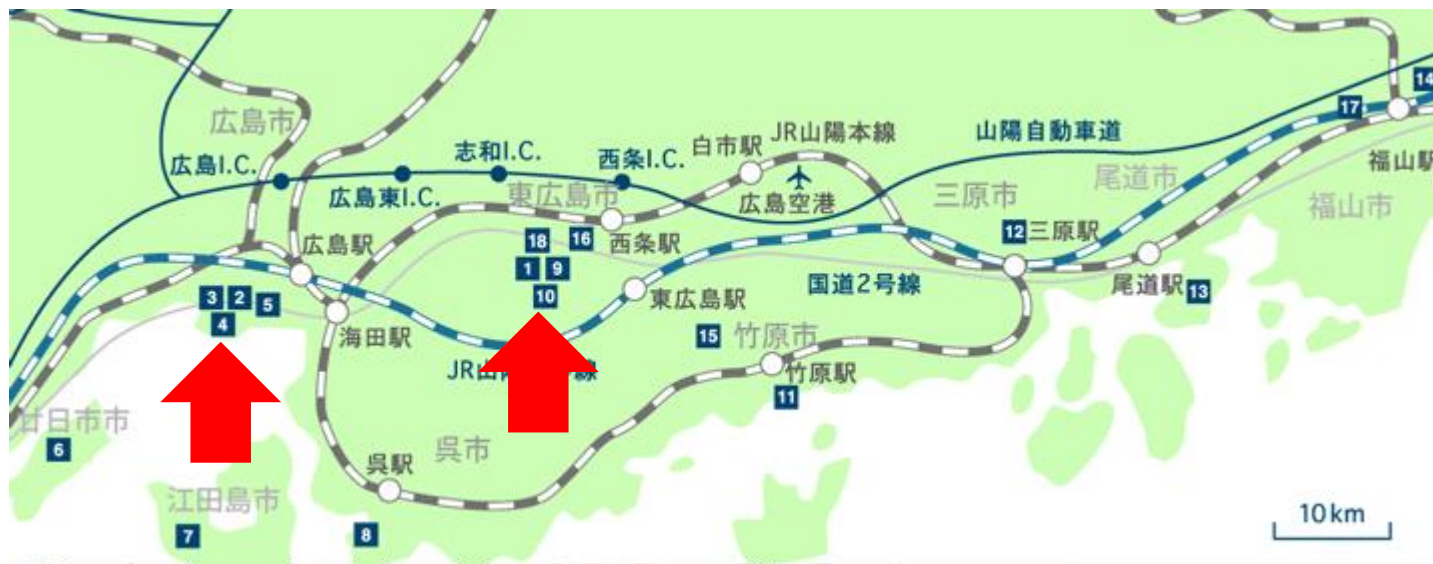 14
17
広島市
山陽自動車道
志和I.C.
白市駅
JR山陽本線
広島I.C.
西条I.C.
福山駅
尾道市
広島東I.C.
東広島市
広島空港
三原市
福山市
18
16
西条駅
12
三原駅
広島駅
1
9
国道2号線
尾道駅
13
3
2
5
10
東広島駅
4
海田駅
15
竹原市
JR山陽
線
竹原駅
11
廿日市市
6
呉市
呉駅
江田島市
7
8
10km